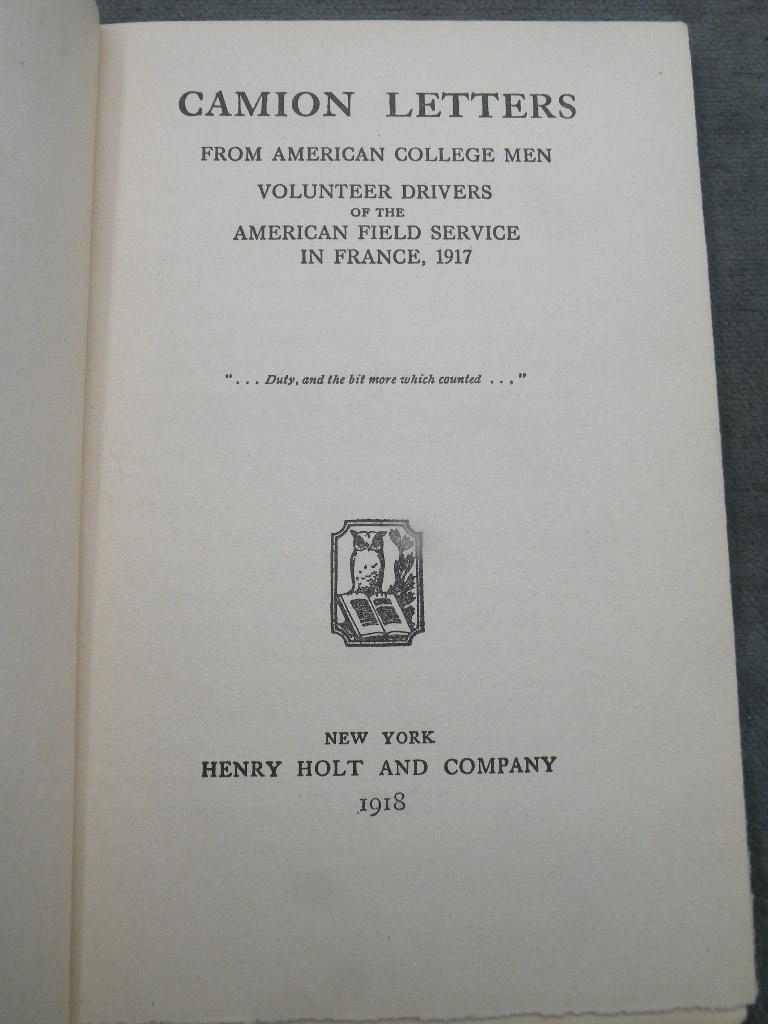 CAMION LETTERS
FROM AMERICAN COLLEGE MEN
VOLUNTEER DRIVERS
OF THE
AMERICAN FIELD SERVICE
IN FRANCE, 1917
". . . Duty, and the bit more which counted . . ."
NEW YORK
HENRY HOLT AND COMPANY
1918